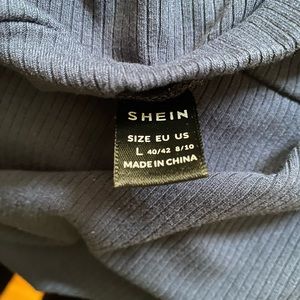 SHEIN
SIZE EU US
L 40/42 8/10
MADE IN CHINA